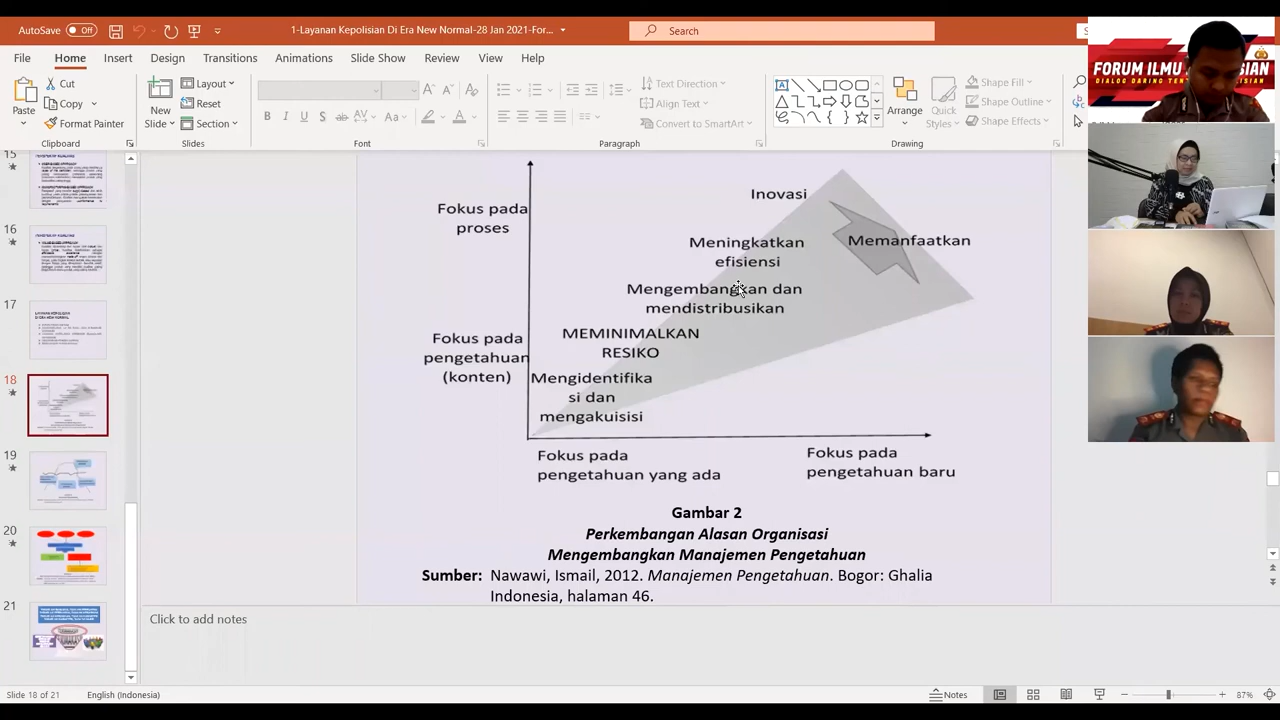 AutoSave Off
1-Layanan Kepolisian Di Era New Normal-28 Jan 2021-For...
Search
File Home Insert Design Transitions Animations Slide Show Review View Help
Paste
Cut
Copy
Format Painter
Clipboard
New
Slide
Layout
Reset
Section
Slides
Font
Text Direction
Align Text
Convert to SmartArt
Paragraph
Arrange
Quick
Styles
Shape Fill
Shape Outline
Shape Effects
Drawing
FORUM ILMU
DIALOG DARING
15
16
17
18
19
20
21
Fokus pada
proses
Fokus pada
pengetahuan
(konten)
Inovasi
Meningkatkan
efisiensi
Memanfaatkan
Mengembangkan dan
mendistribusikan
MEMINIMALKAN
RESIKO
Mengidentifika
si dan
mengakuisisi
Fokus pada
pengetahuan yang ada
Fokus pada
pengetahuan baru
Gambar 2
Perkembangan Alasan Organisasi
Mengembangkan Manajemen Pengetahuan
Sumber: Nawawi, Ismail, 2012. Manajemen Pengetahuan. Bogor: Ghalia
Indonesia, halaman 46.
Click to add notes
Slide 18 of 21
English (Indonesia)
Notes
87%